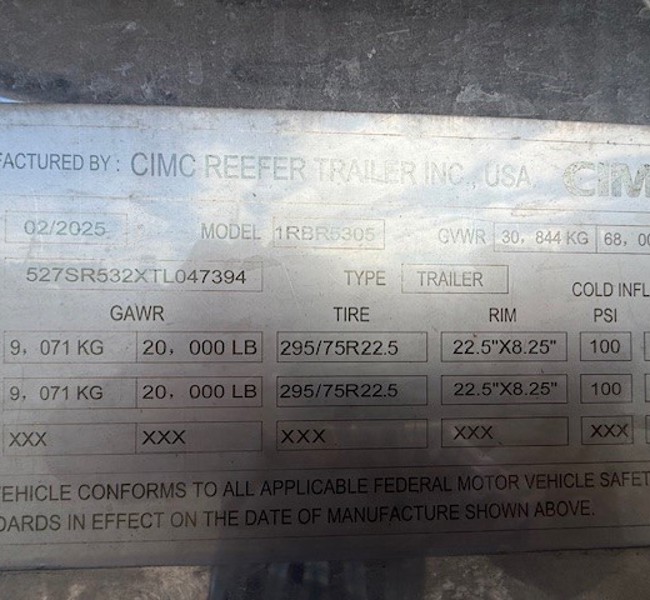 FACTURED BY : CIMC REEFER TRAILER INC., USA. CIM
02/2025 MODEL 1RBR5305 GVWR 30, 844 KG 68, 00
527SR532XTL047394 TYPE TRAILER
COLD INFL
GAWR TIRE RIM PSI
9, 071 KG 20, 000 LB 295/75R22.5 22.5"X8.25" 100
9, 071 KG 20, 000 LB 295/75R22.5 22.5"X8.25" 100
XXX XXX XXX XXX XXX
VEHICLE CONFORMS TO ALL APPLICABLE FEDERAL MOTOR VEHICLE SAFET
DARDS IN EFFECT ON THE DATE OF MANUFACTURE SHOWN ABOVE.